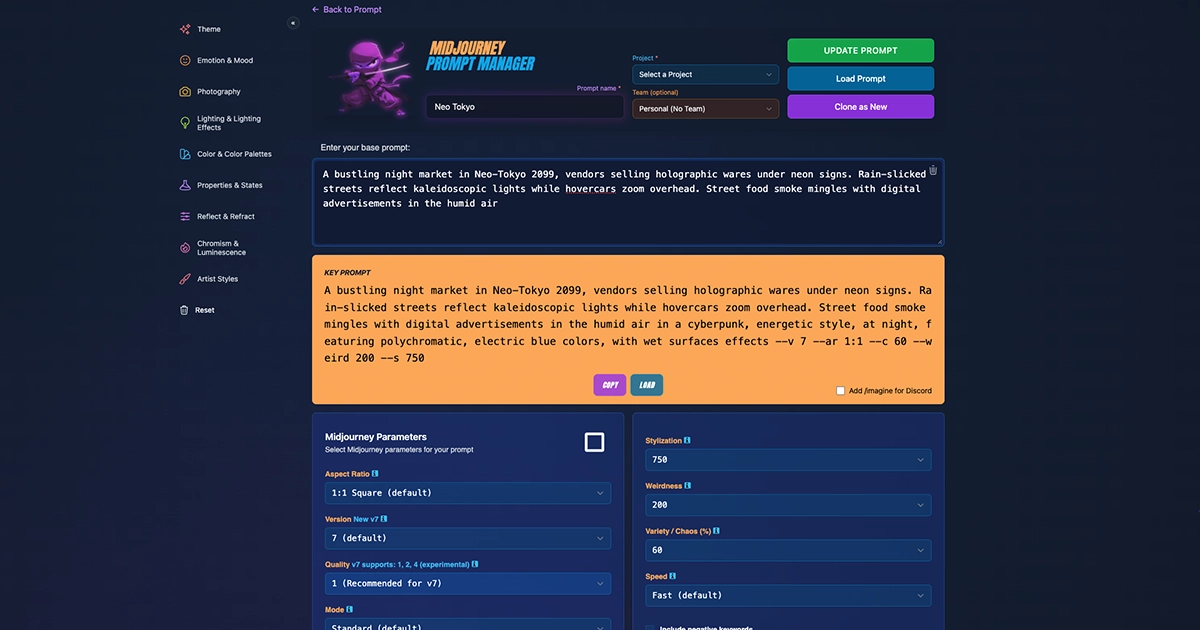 ← Back to Prompt
«
Theme
Emotion & Mood
Photography
Lighting & Lighting
Effects
Color & Color Palettes
Properties & States
Reflect & Refract
Chromism &
Luminescence
Artist Styles
Reset
MIDJOURNEY
PROMPT MANAGER
Prompt name *
Neo Tokyo
Project *
Select a Project
Team (optional)
Personal (No Team)
UPDATE PROMPT
Load Prompt
Clone as New
Enter your base prompt:
A bustling night market in Neo-Tokyo 2099, vendors selling holographic wares under neon signs. Rain-slicked
streets reflect kaleidoscopic lights while hovercars zoom overhead. Street food smoke mingles with digital
advertisements in the humid air
KEY PROMPT
A bustling night market in Neo-Tokyo 2099, vendors selling holographic wares under neon signs. Ra
in-slicked streets reflect kaleidoscopic lights while hovercars zoom overhead. Street food smoke
mingles with digital advertisements in the humid air in a cyberpunk, energetic style, at night, f
eaturing polychromatic, electric blue colors, with wet surfaces effects --v 7 --ar 1:1 --c 60 --w
eird 200 --s 750
COPY
LOAD
Add /imagine for Discord
Midjourney Parameters
Select Midjourney parameters for your prompt
Aspect Ratio
1:1 Square (default)
Version New v7
7 (default)
Quality v7 supports: 1, 2, 4 (experimental)
1 (Recommended for v7)
Mode
Standard (default)
Stylization
750
Weirdness
200
Variety / Chaos (%)
60
Speed
Fast (default)
Include negative keywords